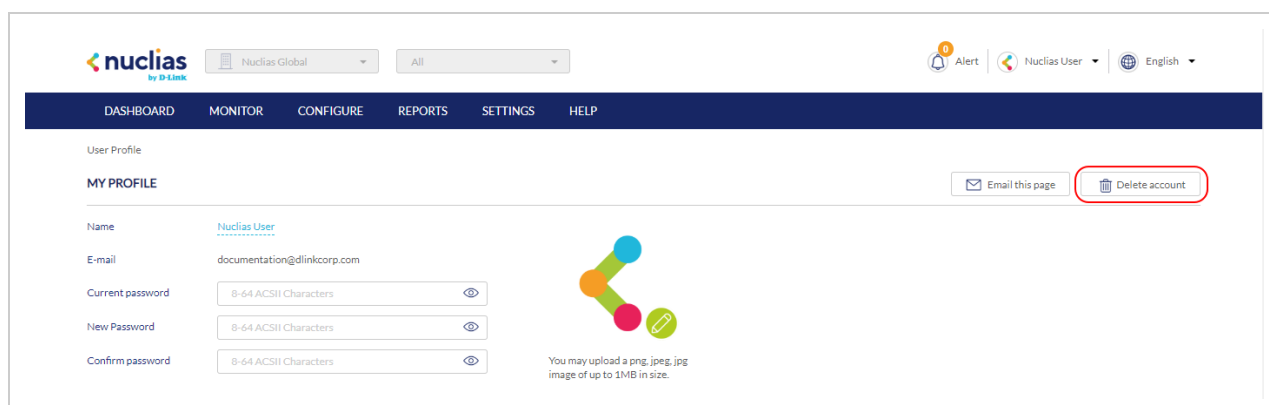 nuclias
by D-Link
Nuclias Global
All
0
Alert
Nuclias User
English
DASHBOARD MONITOR CONFIGURE REPORTS SETTINGS HELP
User Profile
MY PROFILE
Email this page
Delete account
Name Nuclias User
E-mail documentation@dlinkcorp.com
Current password 8-64 ACSII Characters
New Password 8-64 ACSII Characters
Confirm password 8-64 ACSII Characters
You may upload a png, jpeg, jpg
image of up to 1MB in size.